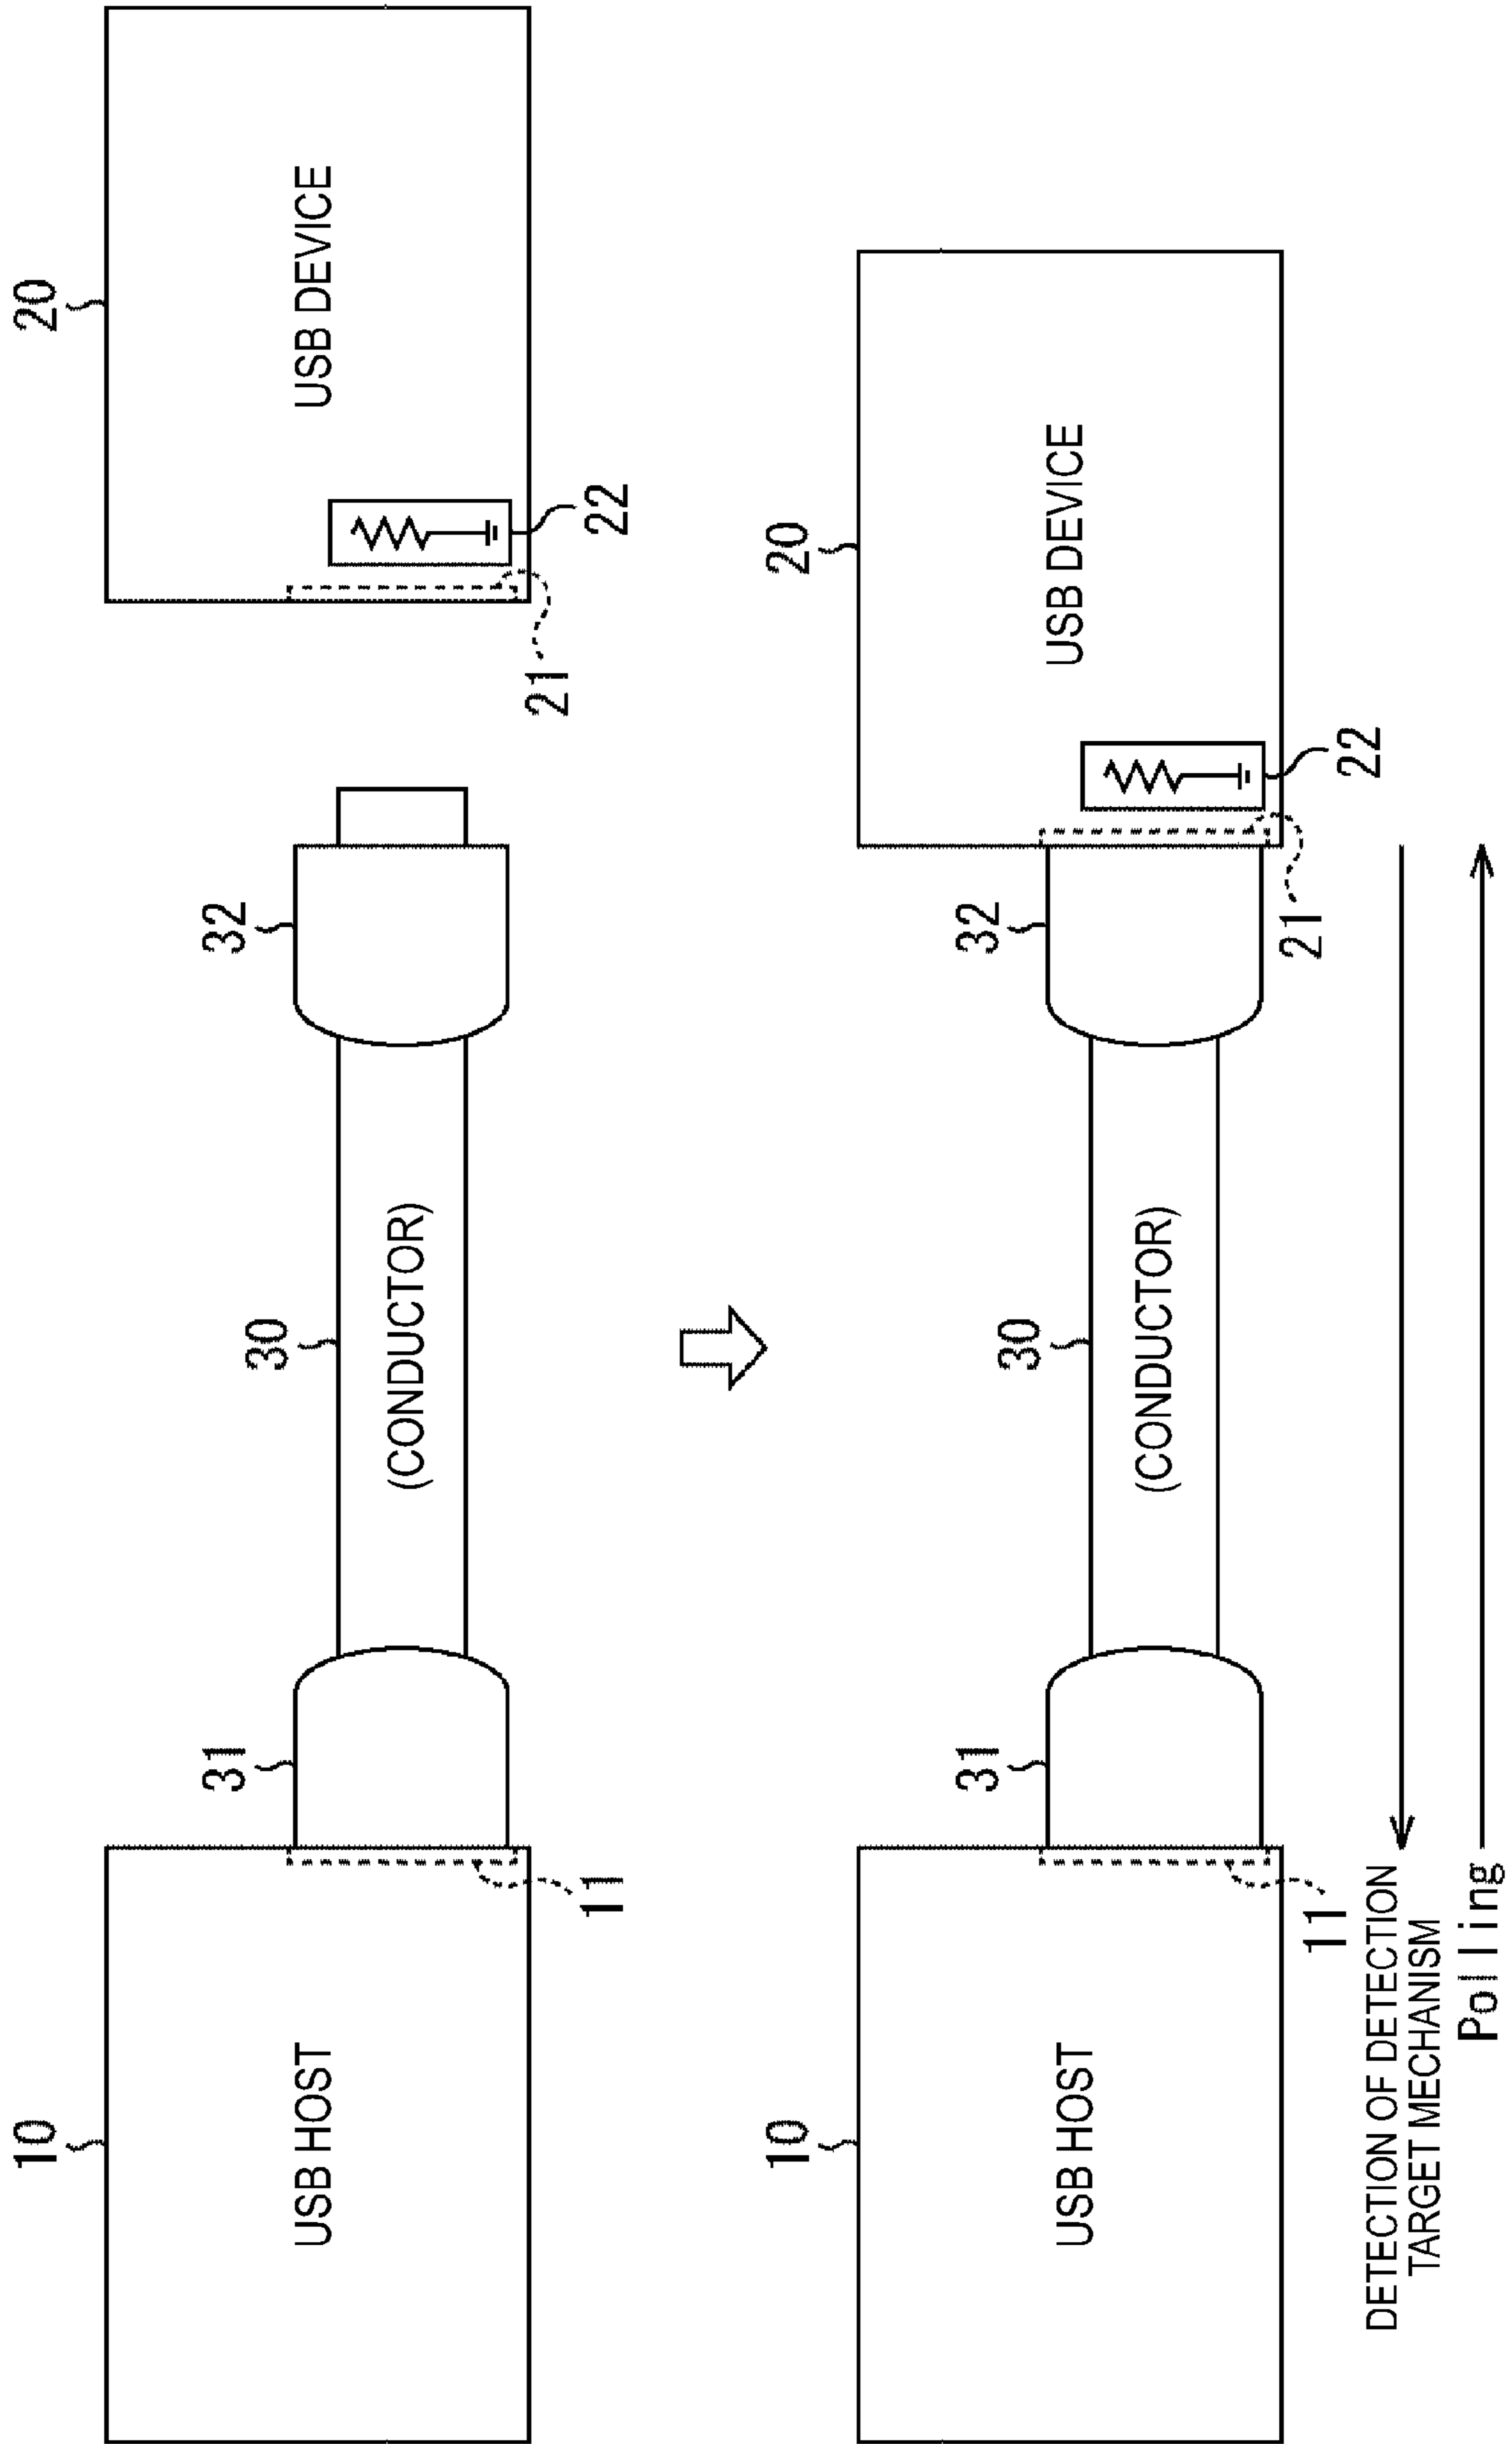 10
20
USB HOST
31
30
32
(CONDUCTOR)
USB DEVICE
11
21
22
10
20
USB HOST
31
30
32
(CONDUCTOR)
USB DEVICE
11
21
22
DETECTION OF DETECTION
TARGET MECHANISM
Polling